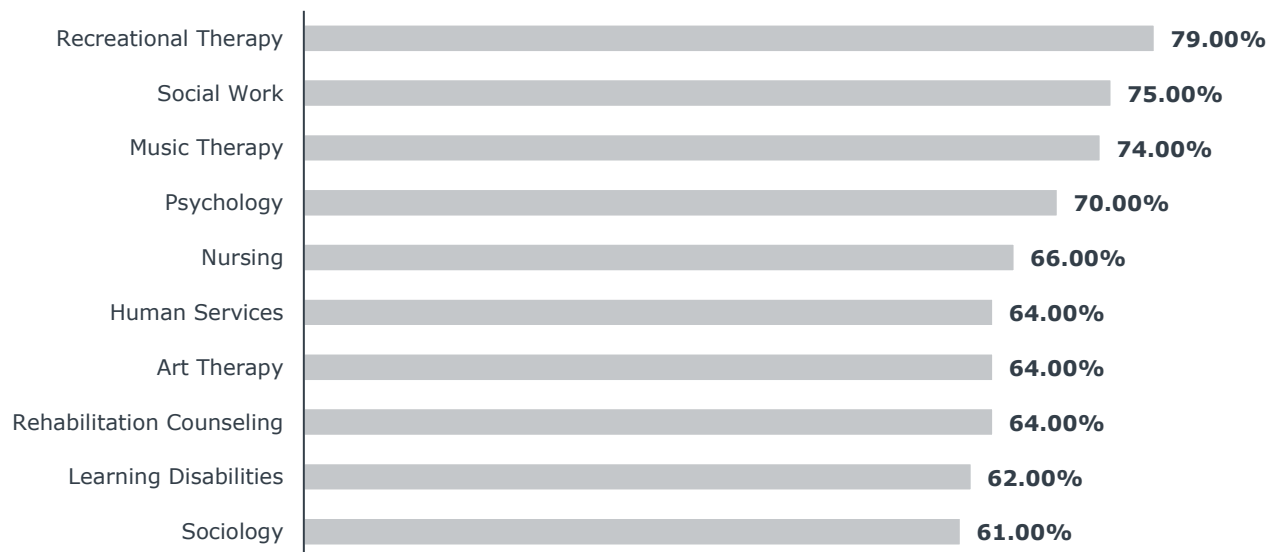 Recreational Therapy 79.00%
Social Work 75.00%
Music Therapy 74.00%
Psychology 70.00%
Nursing 66.00%
Human Services 64.00%
Art Therapy 64.00%
Rehabilitation Counseling 64.00%
Learning Disabilities 62.00%
Sociology 61.00%